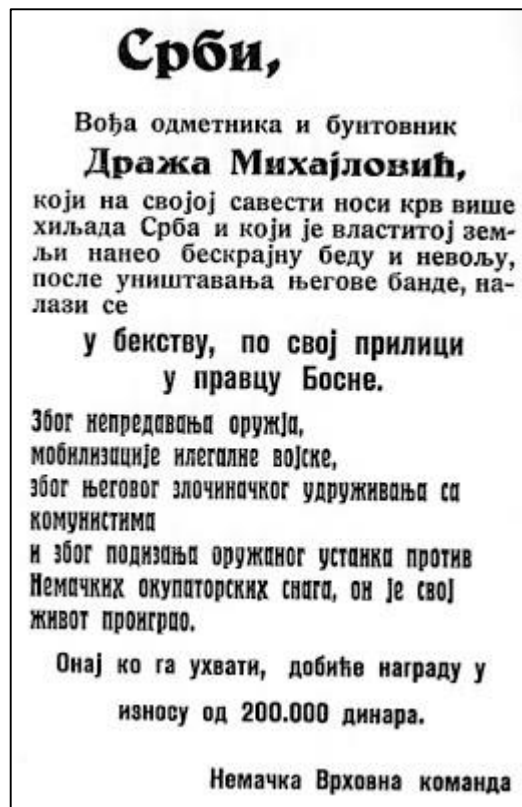 Срби,
Вођа одметника и бунтовник
Дража Михајловић,
који на својој савести носи крв више
хиљада Срба и који је властитој зем-
љи нанео бескрајну беду и невољу,
после уништавања његове банде, на-
лази се
у бекству, по свој прилици
у правцу Босне.
Због непредавања оружја,
мобилизације илегалне војске,
због његовог злочиначког удруживања са
комунистима
и због подизања оружаног устанка против
Немачких окупаторских снага, он је свој
живот проиграо.
Онај ко га ухвати, добиће награду у
износу од 200.000 динара.
Немачка Врховна команда